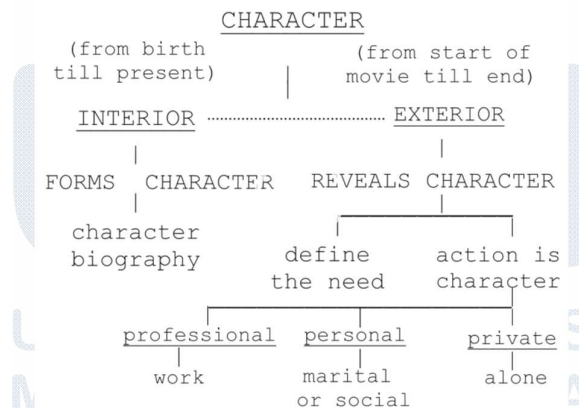 CHARACTER
(from birth
till present)
(from start of
movie till end)
INTERIOR
EXTERIOR
FORMS CHARACTER
REVEALS CHARACTER
character
biography
define
the need
action is
character
professional
personal
private
work
marital
or social
alone